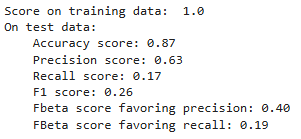 Score on training data:  1.0
On test data:
    Accuracy score: 0.87
    Precision score: 0.63
    Recall score: 0.17
    F1 score: 0.26
    Fbeta score favoring precision: 0.40
    FBeta score favoring recall: 0.19